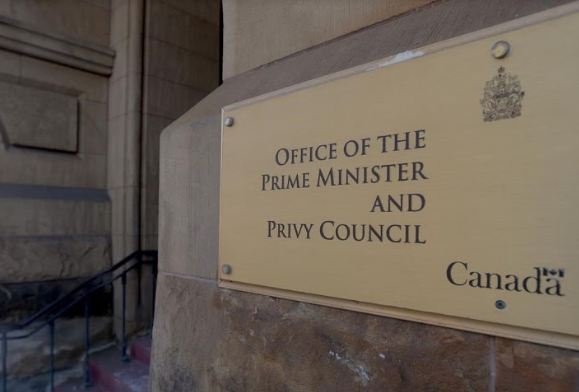 OFFICE OF THE
PRIME MINISTER
AND
PRIVY COUNCIL
Canada